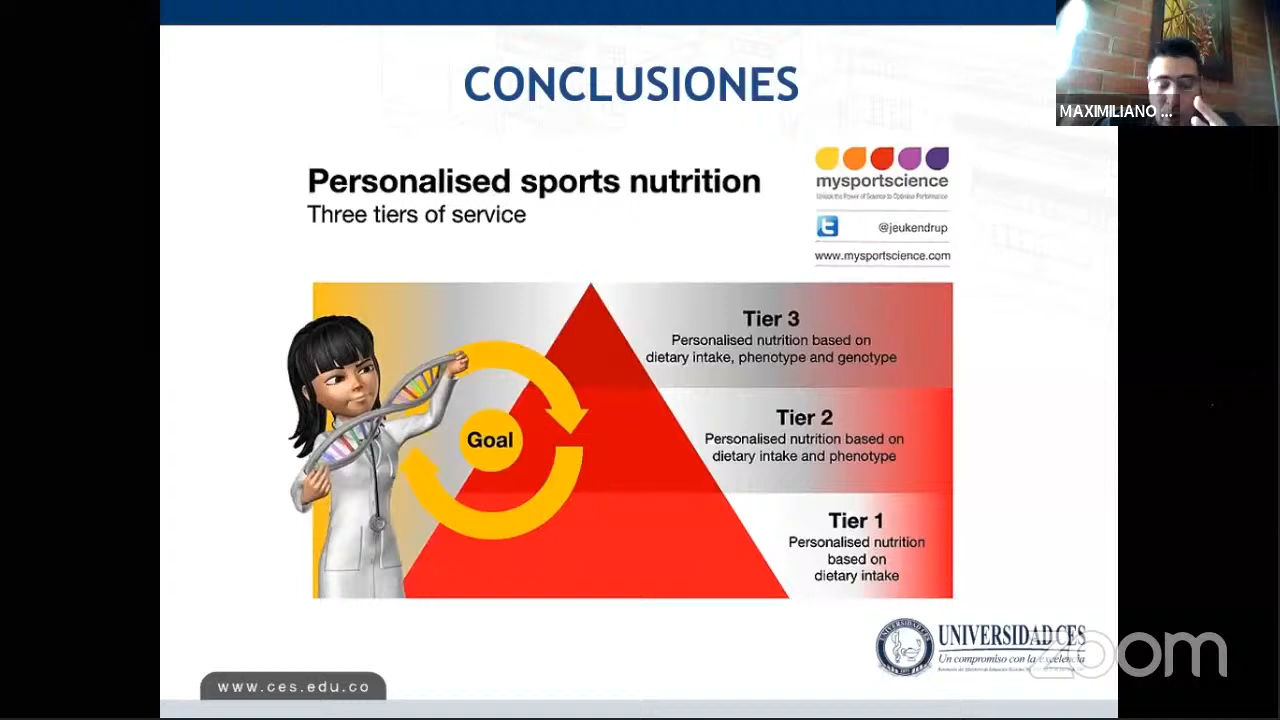 CONCLUSIONES
MAXIMILIANO ...
Personalised sports nutrition
Three tiers of service
mysportscience
Unlock the Power of Science to Optimise Performance
@jeukendrup
www.mysportscience.com
Tier 3
Personalised nutrition based on
dietary intake, phenotype and genotype
Goal
Tier 2
Personalised nutrition based on
dietary intake and phenotype
Tier 1
Personalised nutrition
based on
dietary intake
UNIVERSIDAD CES
Un compromiso con la excelencia
zoom
www.ces.edu.co